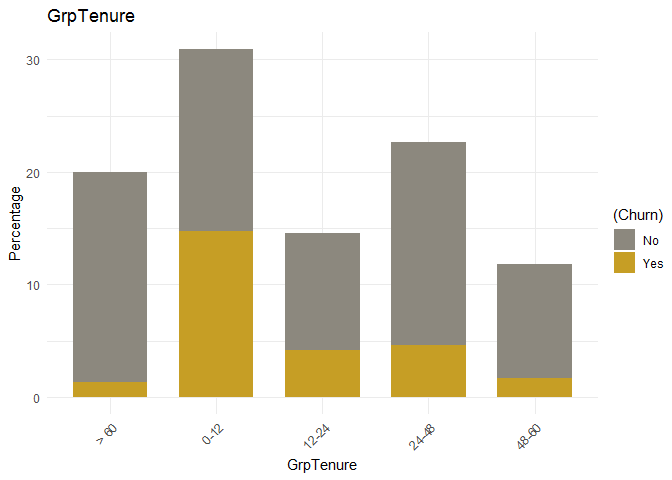 GrpTenure
30
20
10
0
Percentage
> 60
0-12
12-24
24-48
48-60
GrpTenure
(Churn)
No
Yes